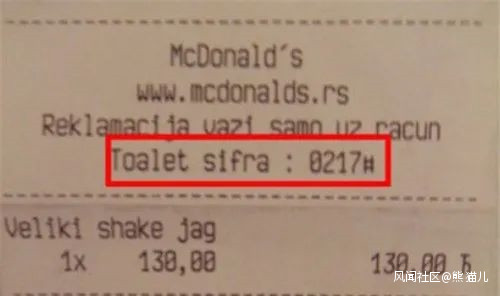 McDonald's
www.mcdonalds.rs
Reklamacija vazi samo uz racun
Toalet sifra : 0217#
Veliki shake jag
1x 130,00 130,00 Ђ
风闻社区@熊猫儿